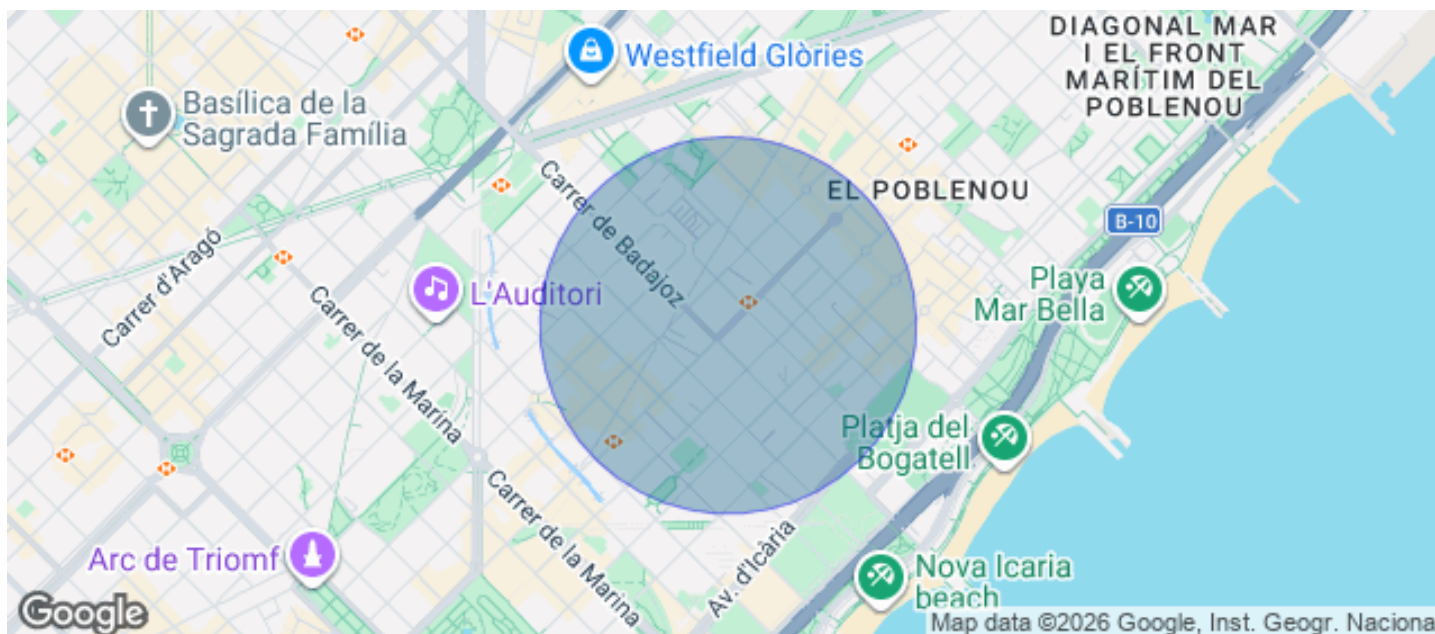 DIAGONAL MAR
I EL FRONT
MARÍTIM DEL
POBLENOU
Westfield Glòries
Basílica de la
Sagrada Família
Carrer de Badajoz
EL POBLENOU
B-10
Carrer d'Aragó
L'Auditori
Playa
Mar Bella
Carrer de la Marina
Platja del
Bogatell
Carrer de la Marina
Arc de Triomf
Av. d'Icària
Nova Icaria
beach
Google
Map data ©2026 Google, Inst. Geogr. Naciona